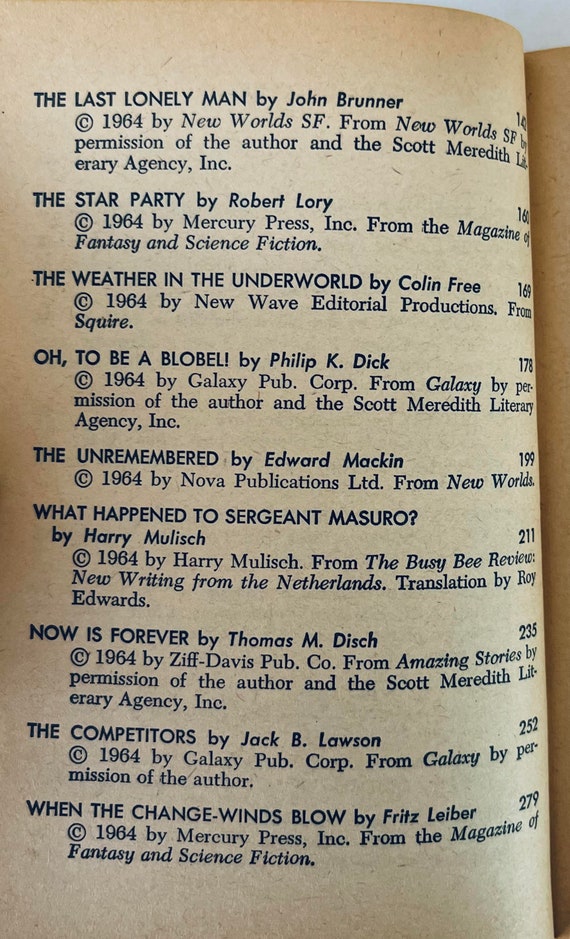 THE LAST LONELY MAN by John Brunner 142
© 1964 by New Worlds SF. From New Worlds SF by
permission of the author and the Scott Meredith Lit-
erary Agency, Inc.
THE STAR PARTY by Robert Lory 160
© 1964 by Mercury Press, Inc. From the Magazine of
Fantasy and Science Fiction.
THE WEATHER IN THE UNDERWORLD by Colin Free 169
© 1964 by New Wave Editorial Productions. From
Squire.
OH, TO BE A BLOBEL! by Philip K. Dick 178
© 1964 by Galaxy Pub. Corp. From Galaxy by per-
mission of the author and the Scott Meredith Literary
Agency, Inc.
THE UNREMEMBERED by Edward Mackin 199
© 1964 by Nova Publications Ltd. From New Worlds.
WHAT HAPPENED TO SERGEANT MASURO?
by Harry Mulisch 211
© 1964 by Harry Mulisch. From The Busy Bee Review:
New Writing from the Netherlands. Translation by Roy
Edwards.
NOW IS FOREVER by Thomas M. Disch 235
© 1964 by Ziff-Davis Pub. Co. From Amazing Stories by
permission of the author and the Scott Meredith Lit-
erary Agency, Inc.
THE COMPETITORS by Jack B. Lawson 252
© 1964 by Galaxy Pub. Corp. From Galaxy by per-
mission of the author.
WHEN THE CHANGE-WINDS BLOW by Fritz Leiber 279
© 1964 by Mercury Press, Inc. From the Magazine of
Fantasy and Science Fiction.